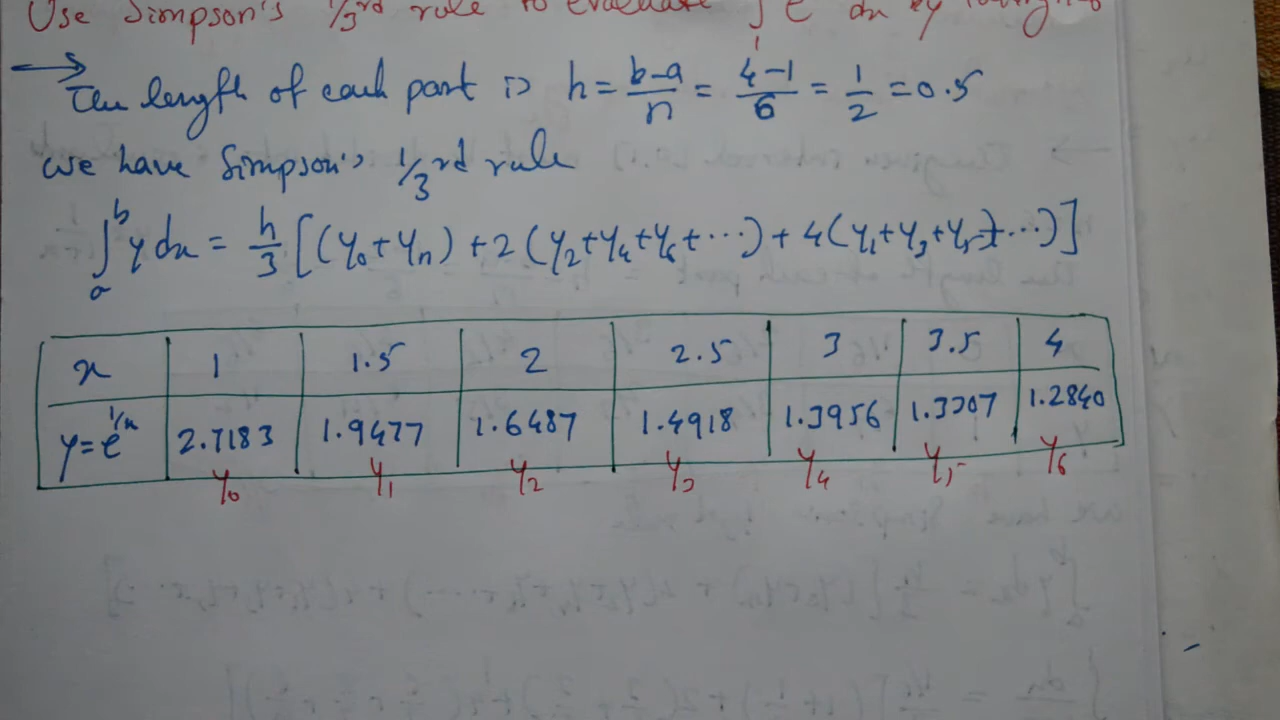 Use Simpson's 1/3rd rule to evaluate ∫ e dx by
1
→ The length of each part is h = b-a/n = 4-1/6 = 1/2 = 0.5
we have Simpson's 1/3rd rule
∫ₐᵇ y dx = h/3 [(y₀+yₙ) + 2(y₂+y₄+y₆+...) + 4(y₁+y₃+y₅+...)]
x 1 1.5 2 2.5 3 3.5 4
y=e^1/x 2.7183 1.9477 1.6487 1.4918 1.3956 1.3307 1.2840
y₀ y₁ y₂ y₃ y₄ y₅ y₆